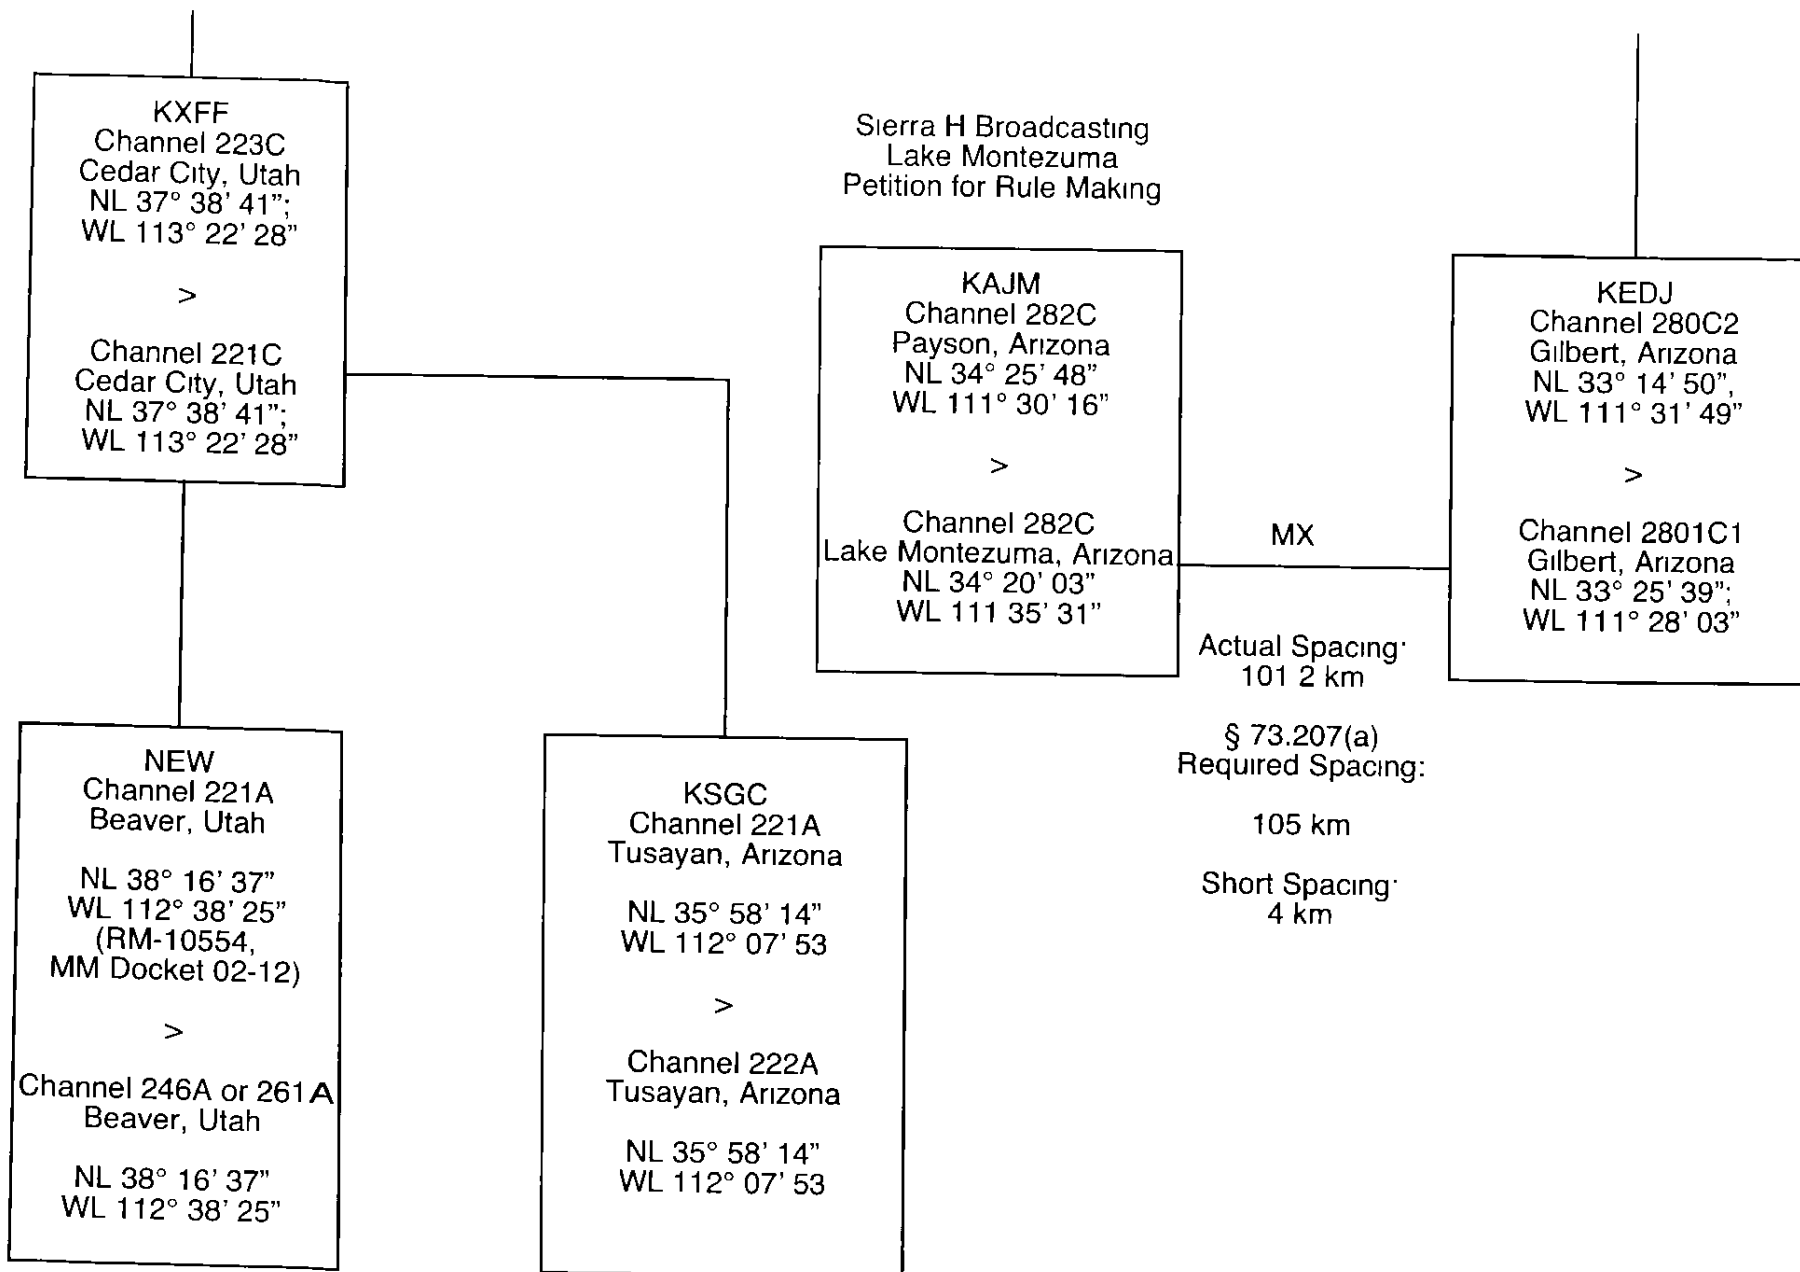 KXFF
Channel 223C
Cedar City, Utah
NL 37° 38' 41";
WL 113° 22' 28"
>
Channel 221C
Cedar City, Utah
NL 37° 38' 41";
WL 113° 22' 28"
Sierra H Broadcasting
Lake Montezuma
Petition for Rule Making
KAJM
Channel 282C
Payson, Arizona
NL 34° 25' 48"
WL 111° 30' 16"
>
Channel 282C
Lake Montezuma, Arizona
NL 34° 20' 03"
WL 111 35' 31"
MX
KEDJ
Channel 280C2
Gilbert, Arizona
NL 33° 14' 50",
WL 111° 31' 49"
>
Channel 2801C1
Gilbert, Arizona
NL 33° 25' 39";
WL 111° 28' 03"
Actual Spacing:
101 2 km
§ 73.207(a)
Required Spacing:
105 km
Short Spacing:
4 km
NEW
Channel 221A
Beaver, Utah
NL 38° 16' 37"
WL 112° 38' 25"
(RM-10554,
MM Docket 02-12)
>
Channel 246A or 261A
Beaver, Utah
NL 38° 16' 37"
WL 112° 38' 25"
KSGC
Channel 221A
Tusayan, Arizona
NL 35° 58' 14"
WL 112° 07' 53
>
Channel 222A
Tusayan, Arizona
NL 35° 58' 14"
WL 112° 07' 53